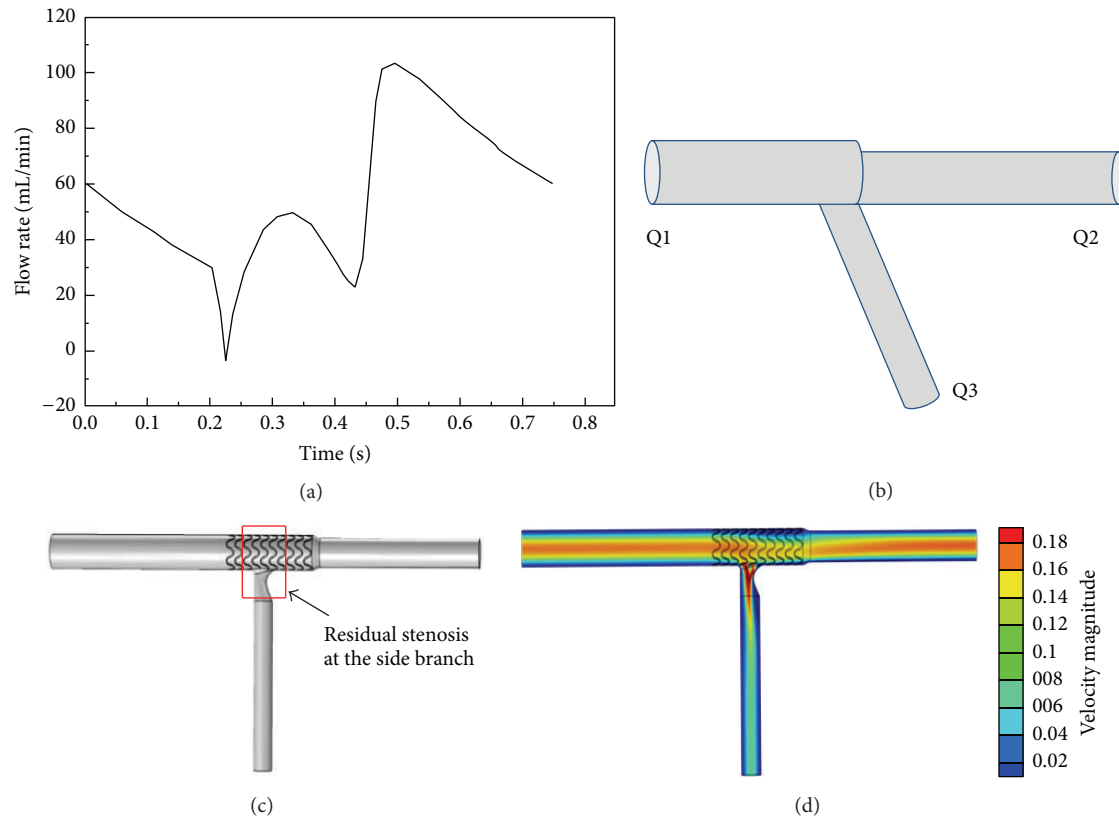 120
100
80
60
40
20
0
−20
Flow rate (mL/min)
0.0 0.1 0.2 0.3 0.4 0.5 0.6 0.7 0.8
Time (s)
(a)
Q1
Q2
Q3
(b)
Residual stenosis
at the side branch
(c)
0.18
0.16
0.14
0.12
0.1
008
006
0.04
0.02
Velocity magnitude
(d)